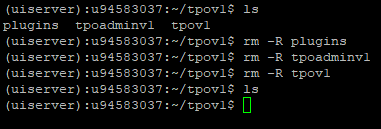 (uiserver):u94583037:~/tpov1$ ls
plugins  tpoadminv1  tpov1
(uiserver):u94583037:~/tpov1$ rm -R plugins
(uiserver):u94583037:~/tpov1$ rm -R tpoadminv1
(uiserver):u94583037:~/tpov1$ rm -R tpov1
(uiserver):u94583037:~/tpov1$ ls
(uiserver):u94583037:~/tpov1$